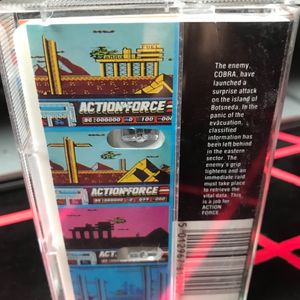 The enemy,
COBRA, have
launched a
surprise attack
on the island of
Botsneda. In the
panic of the
evacuation,
classified
information has
been left behind
in the eastern
sector. The
enemy's grip
tightens and an
immediate raid
must take place
to retrieve the
vital data. This
is a job for
ACTION
FORCE
ACTION FORCE
ACTION FORCE
ACTION FORCE